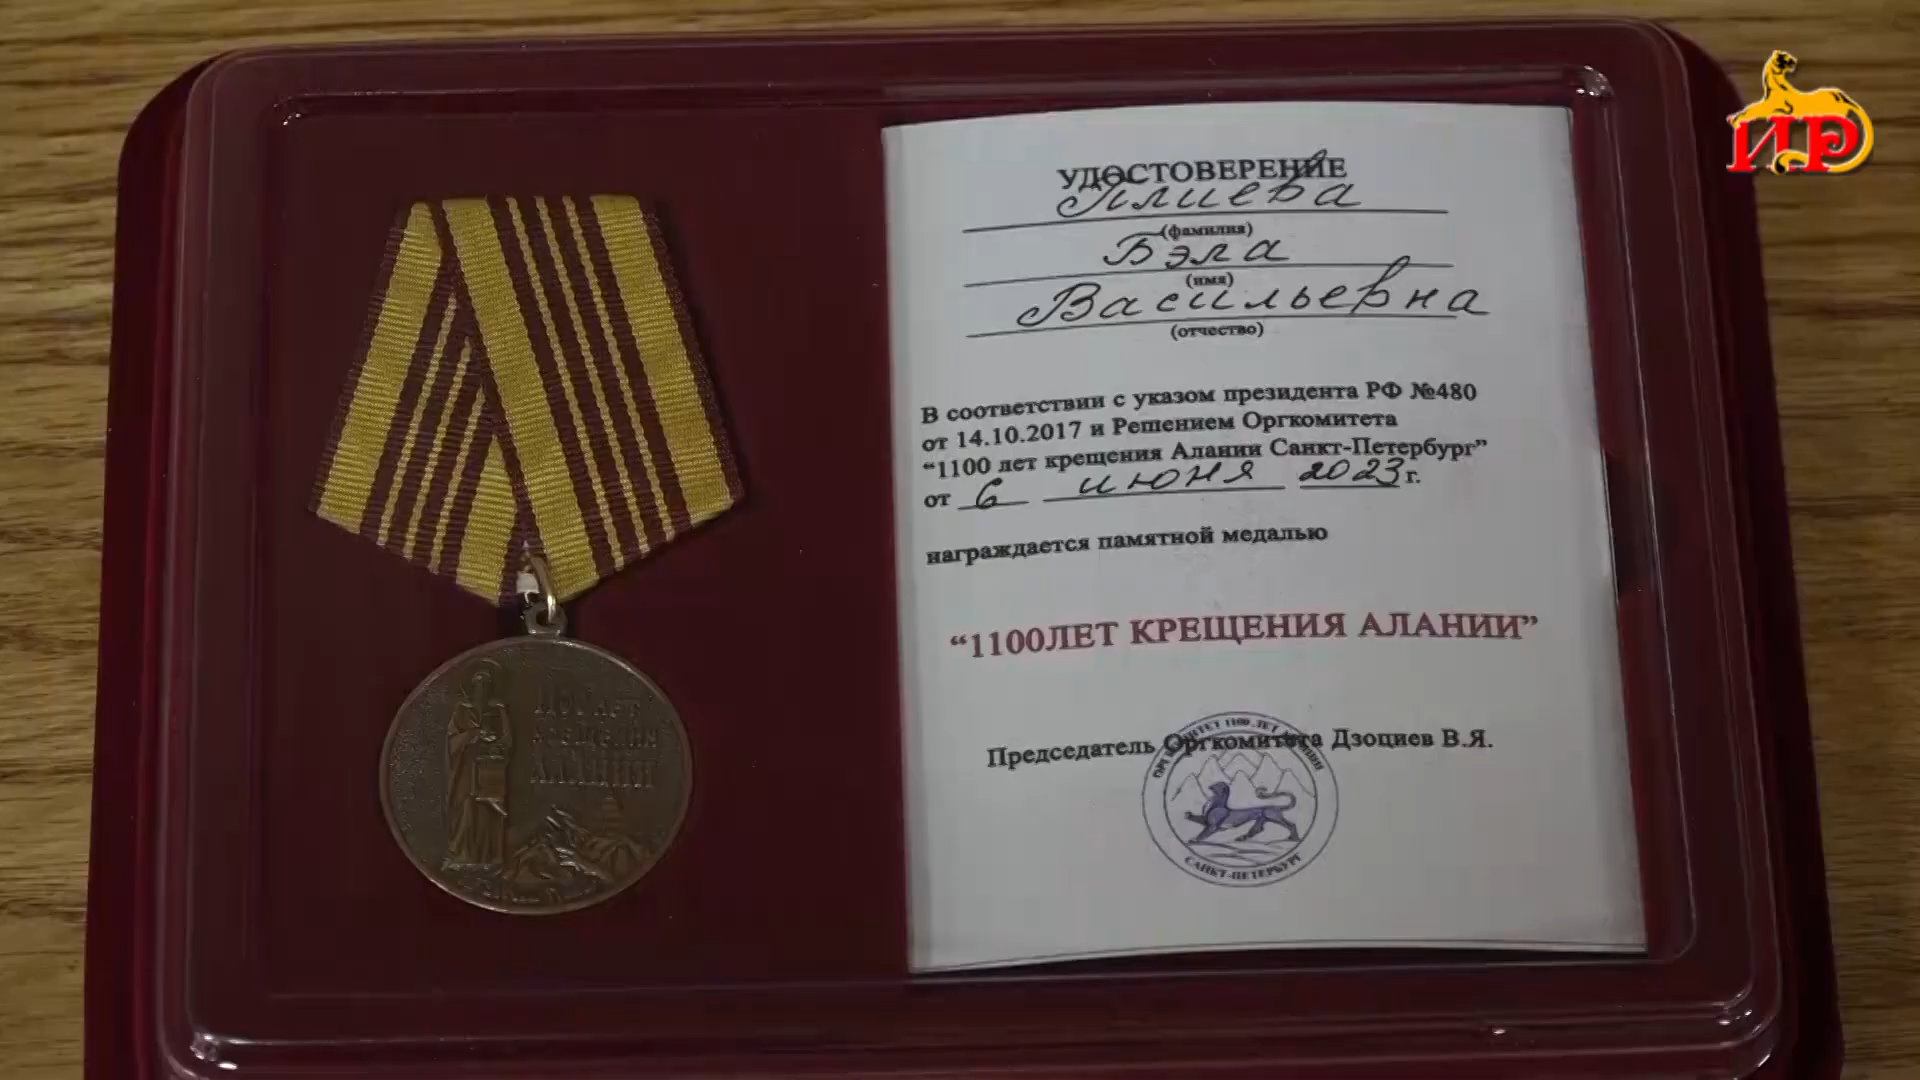 ИР
УДОСТОВЕРЕНИЕ
Плиева
(фамилия)
Бэла
(имя)
Васильевна
(отчество)
В соответствии с указом президента РФ №480
от 14.10.2017 и Решением Оргкомитета
“1100 лет крещения Алании Санкт-Петербург”
от 6 июня 2023 г.
награждается памятной медалью
“1100ЛЕТ КРЕЩЕНИЯ АЛАНИИ”
Председатель Оргкомитета Дзоциев В.Я.
САНКТ-ПЕТЕРБУРГ
1100 ЛЕТ
КРЕЩЕНИЯ
АЛАНИИ